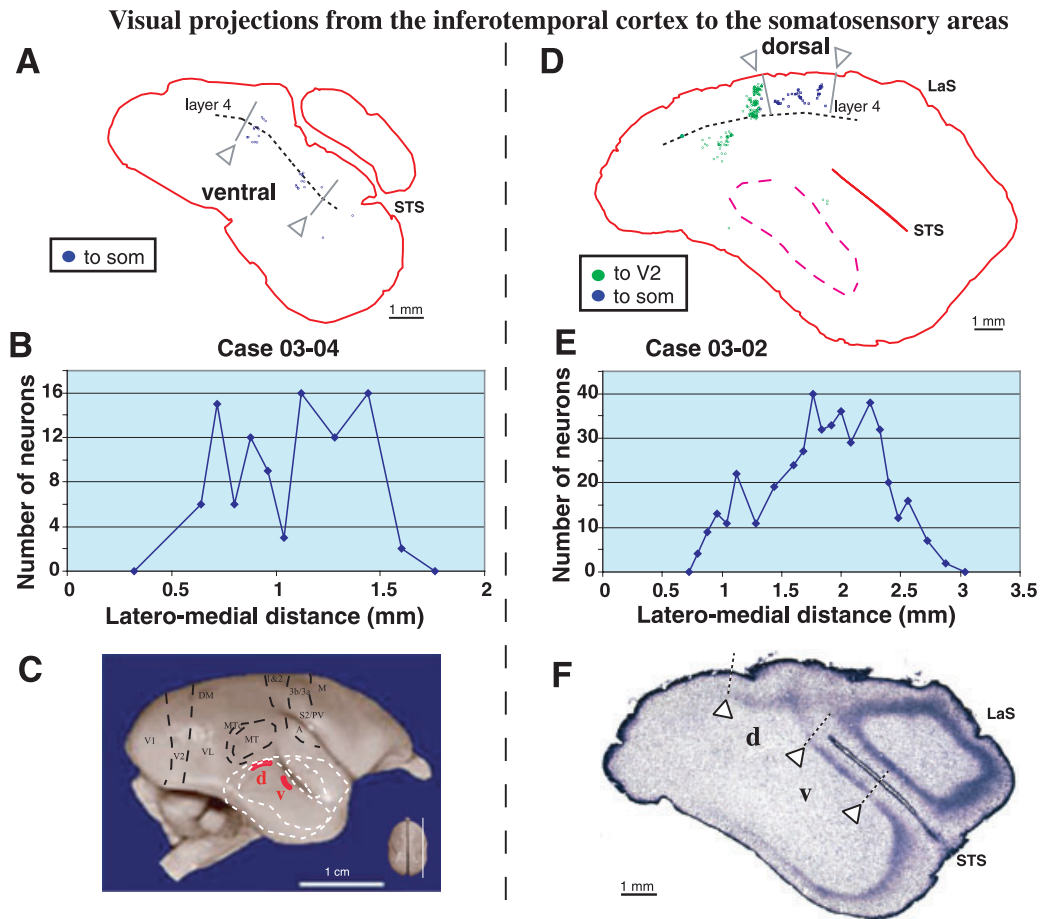 Visual projections from the inferotemporal cortex to the somatosensory areas
A
layer 4
ventral
STS
to som
1 mm
D
dorsal
LaS
layer 4
STS
to V2
to som
1 mm
B
Case 03-04
Number of neurons
16
12
8
4
0
0 0.5 1 1.5 2
Latero-medial distance (mm)
E
Case 03-02
Number of neurons
40
30
20
10
0
0 0.5 1 1.5 2 2.5 3 3.5
Latero-medial distance (mm)
C
DM
1&2
3b/3a
M
S2/PV
A
MTc
MT
V1
V2
VL
d
v
1 cm
F
LaS
d
v
STS
1 mm